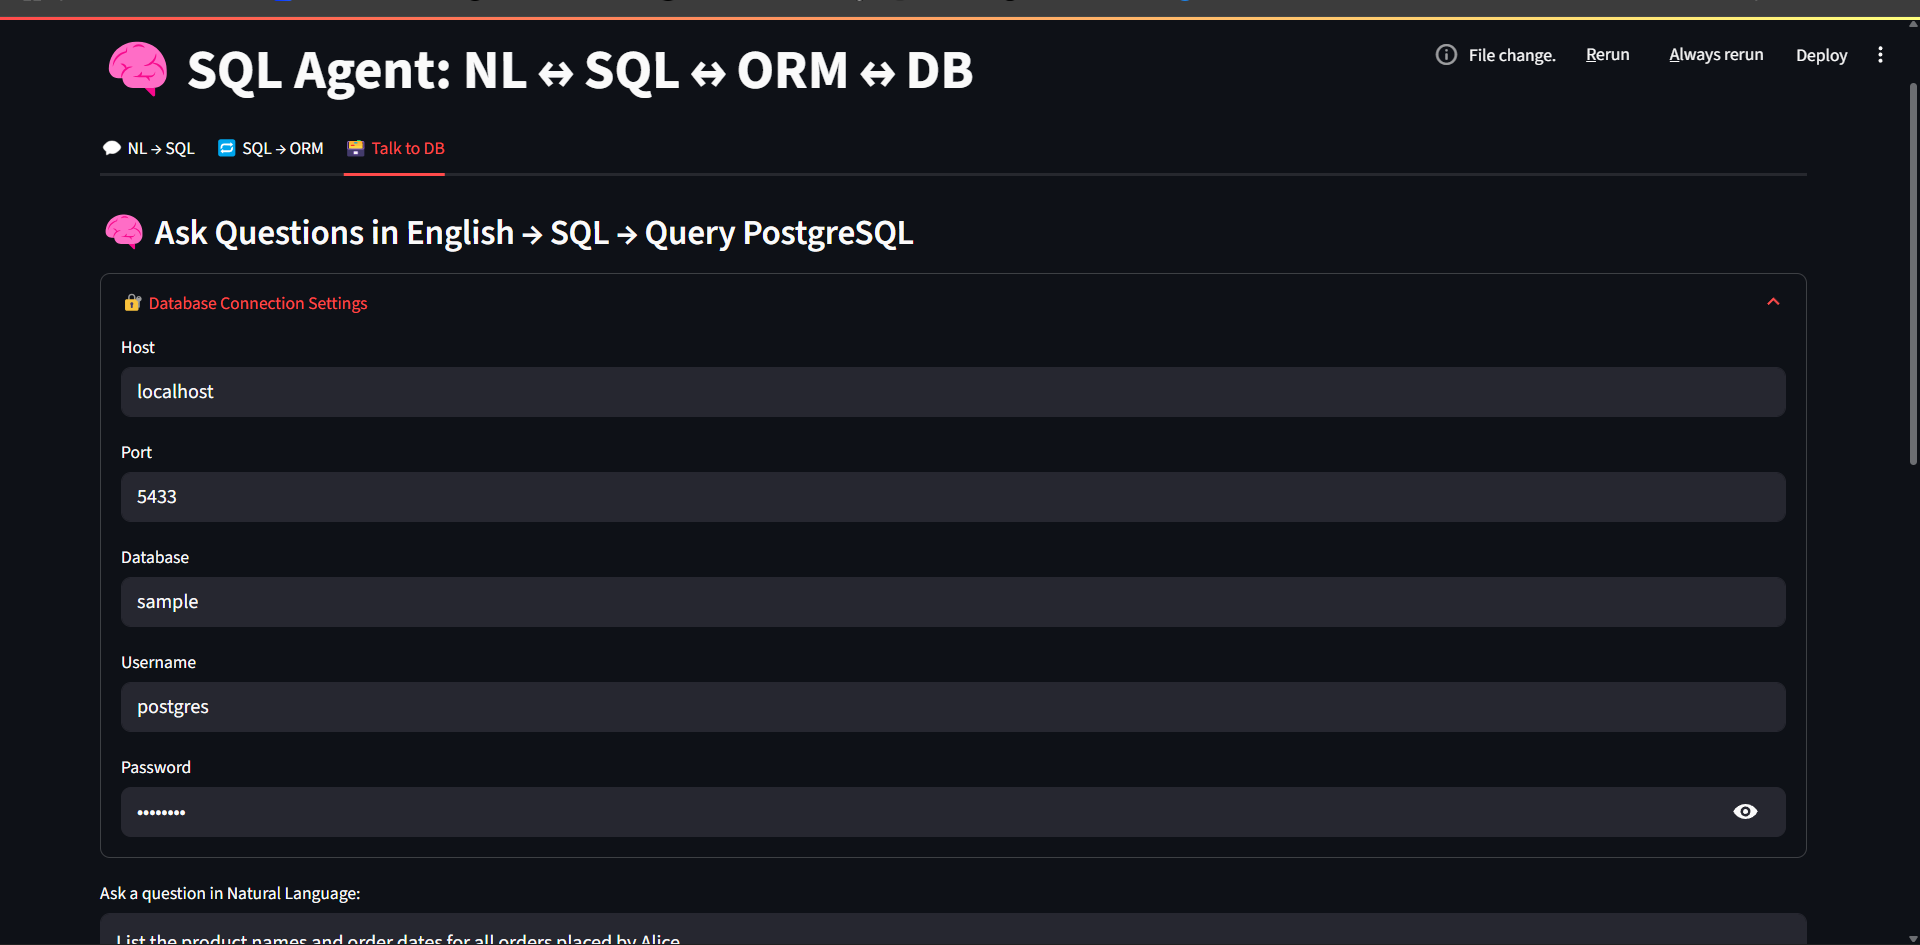 SQL Agent: NL ↔ SQL ↔ ORM ↔ DB
File change. Rerun Always rerun Deploy
NL → SQL SQL → ORM Talk to DB
Ask Questions in English → SQL → Query PostgreSQL
Database Connection Settings
Host
localhost
Port
5433
Database
sample
Username
postgres
Password
••••••••
Ask a question in Natural Language:
List the product names and order dates for all orders placed by Alice